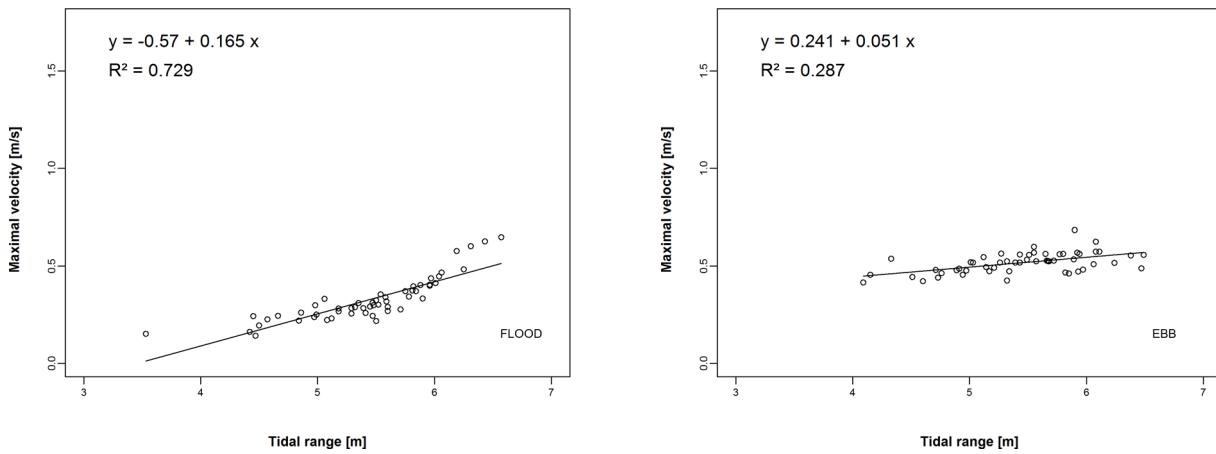 y = -0.57 + 0.165 x
R² = 0.729
Maximal velocity [m/s]
1.5
1.0
0.5
0.0
FLOOD
3 4 5 6 7
Tidal range [m]
y = 0.241 + 0.051 x
R² = 0.287
Maximal velocity [m/s]
1.5
1.0
0.5
0.0
EBB
3 4 5 6 7
Tidal range [m]